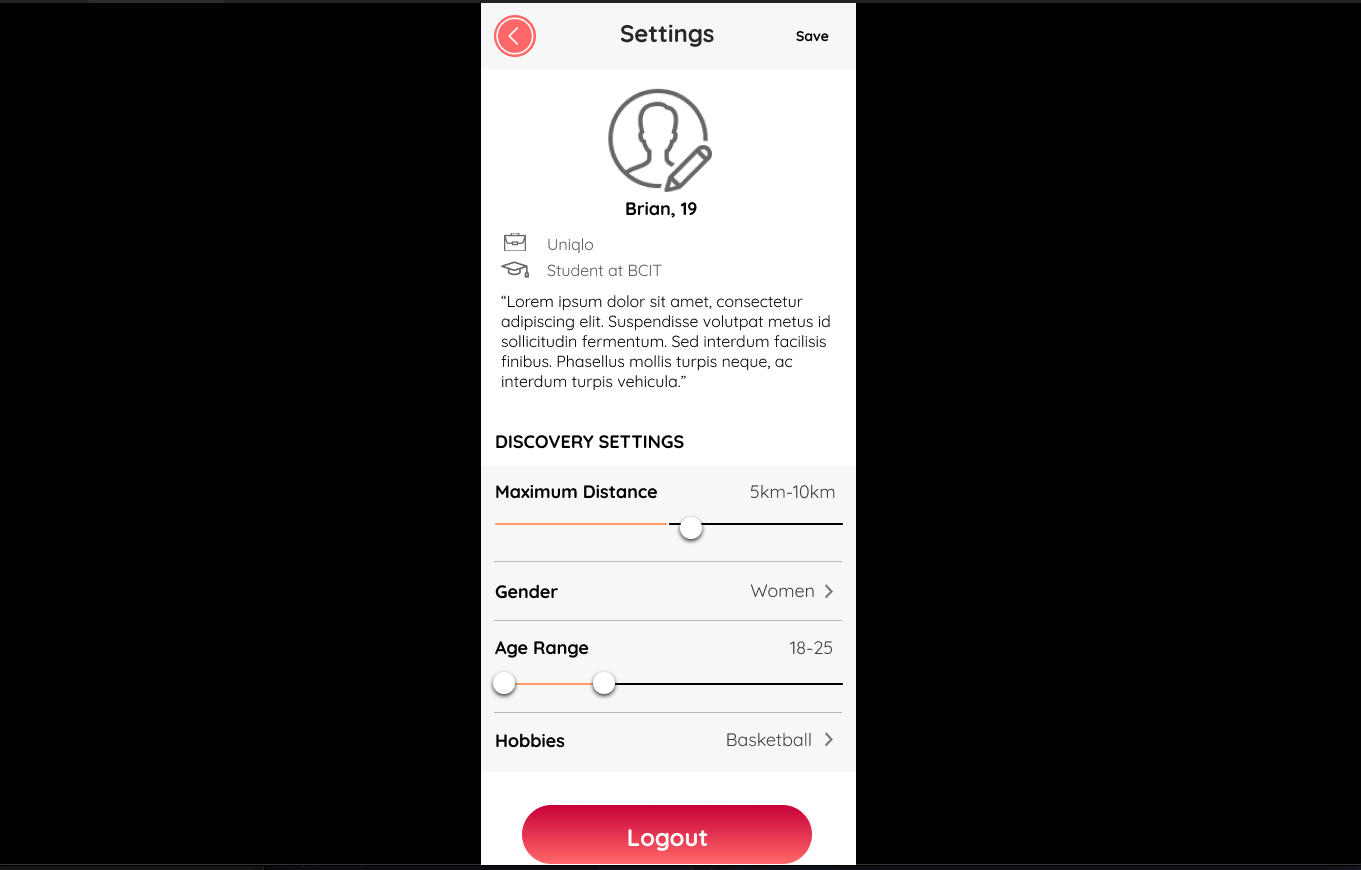 Settings
Save
Brian, 19
Uniqlo
Student at BCIT
“Lorem ipsum dolor sit amet, consectetur
adipiscing elit. Suspendisse volutpat metus id
sollicitudin fermentum. Sed interdum facilisis
finibus. Phasellus mollis turpis neque, ac
interdum turpis vehicula.”
DISCOVERY SETTINGS
Maximum Distance 5km-10km
Gender Women
Age Range 18-25
Hobbies Basketball
Logout